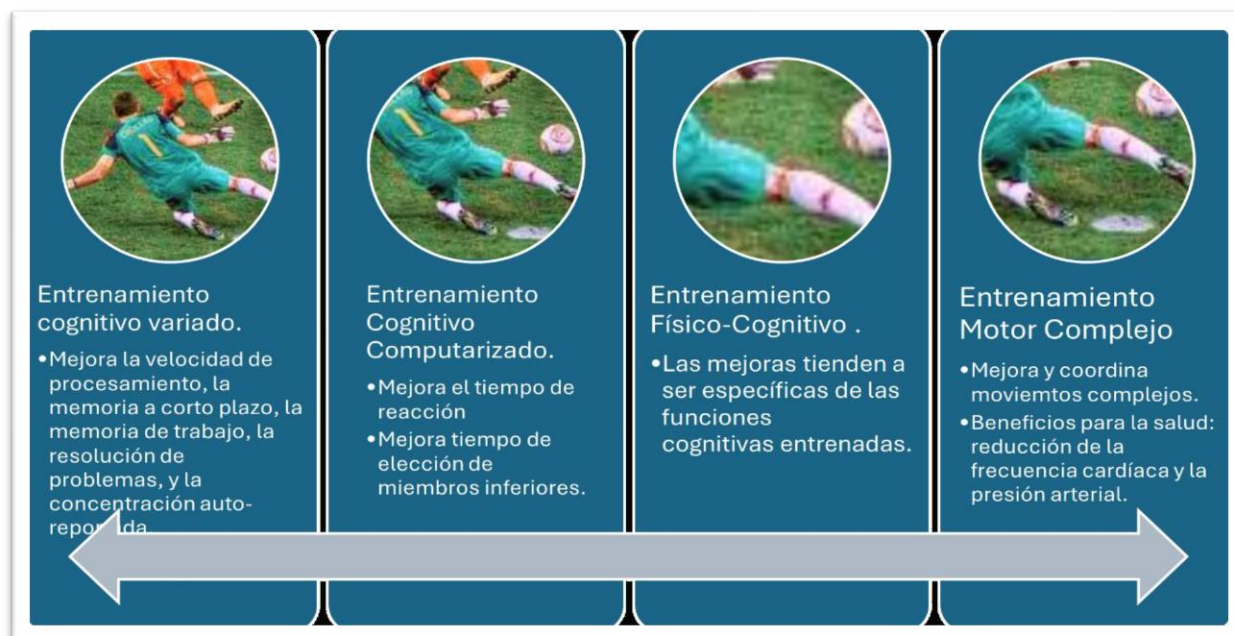 Entrenamiento
cognitivo variado.
•Mejora la velocidad de
procesamiento, la
memoria a corto plazo, la
memoria de trabajo, la
resolución de
problemas, y la
concentración auto-
reportada.
Entrenamiento
Cognitivo
Computarizado.
•Mejora el tiempo de
reacción
•Mejora tiempo de
elección de
miembros inferiores.
Entrenamiento
Físico-Cognitivo .
•Las mejoras tienden a
ser específicas de las
funciones
cognitivas entrenadas.
Entrenamiento
Motor Complejo
•Mejora y coordina
moviemtos complejos.
•Beneficios para la salud:
reducción de la
frecuencia cardíaca y la
presión arterial.